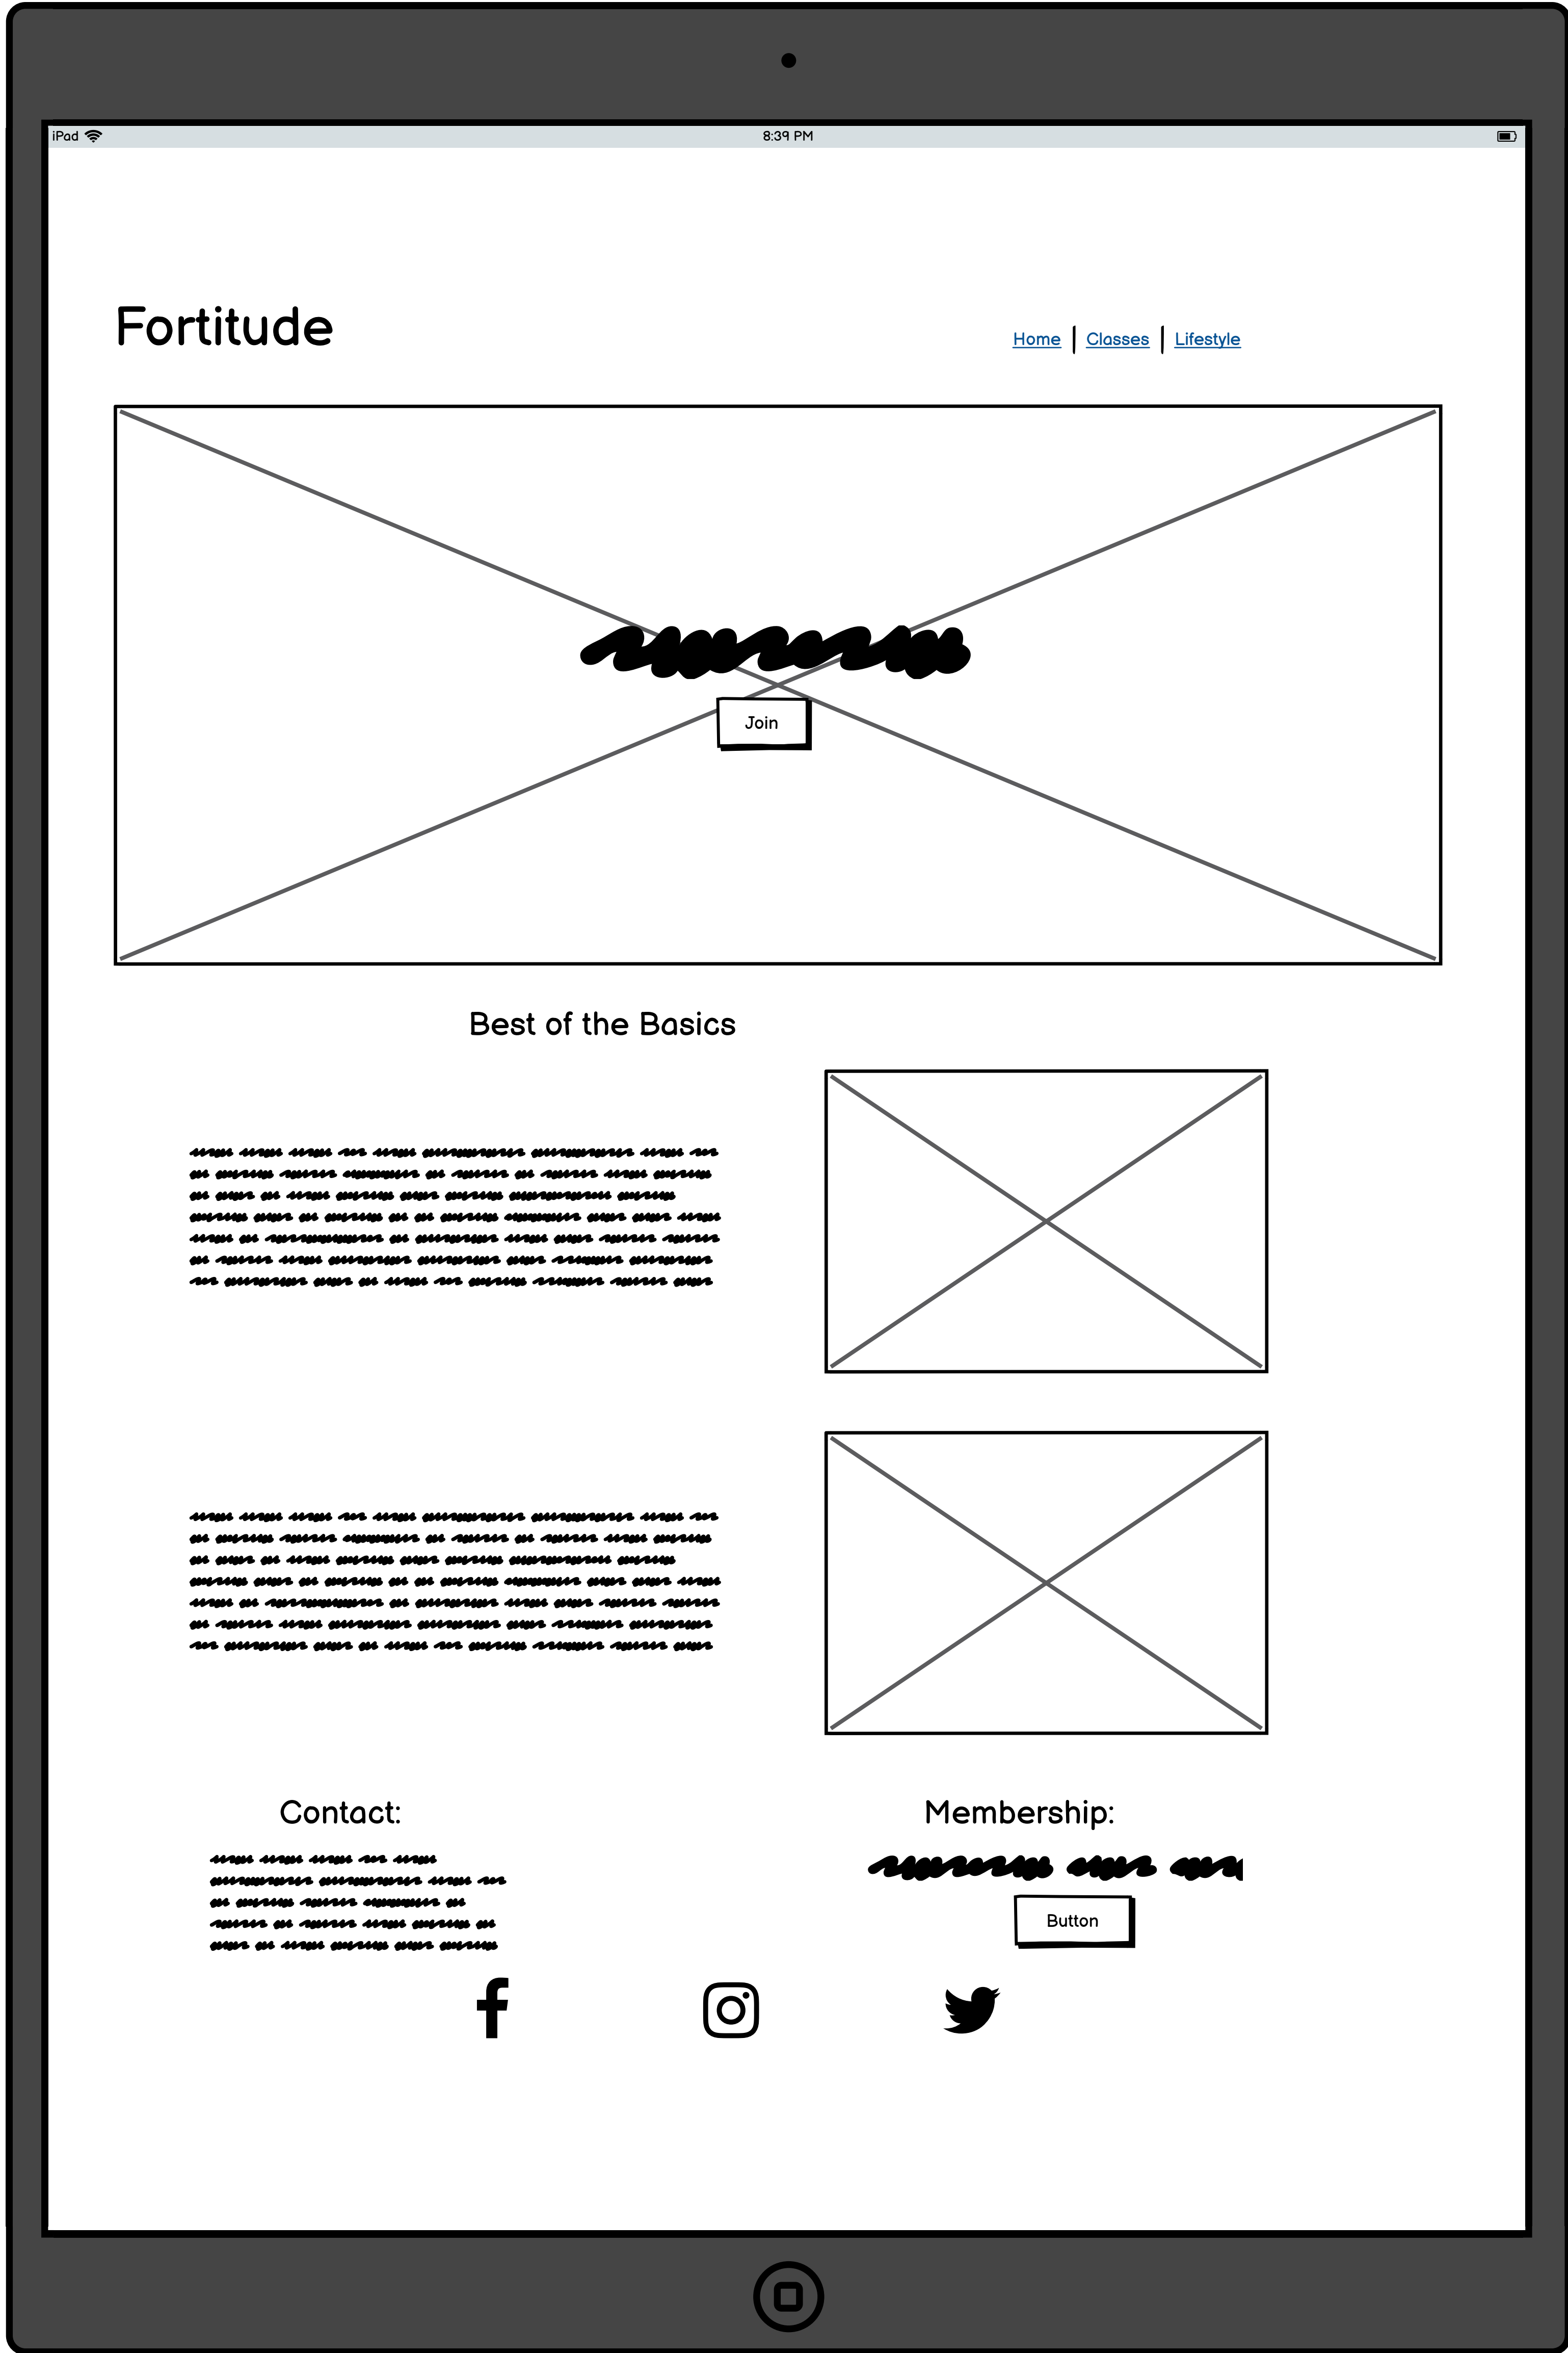 iPad
8:39 PM
Fortitude
Home | Classes | Lifestyle
Join
Best of the Basics
Contact:
Membership:
Button